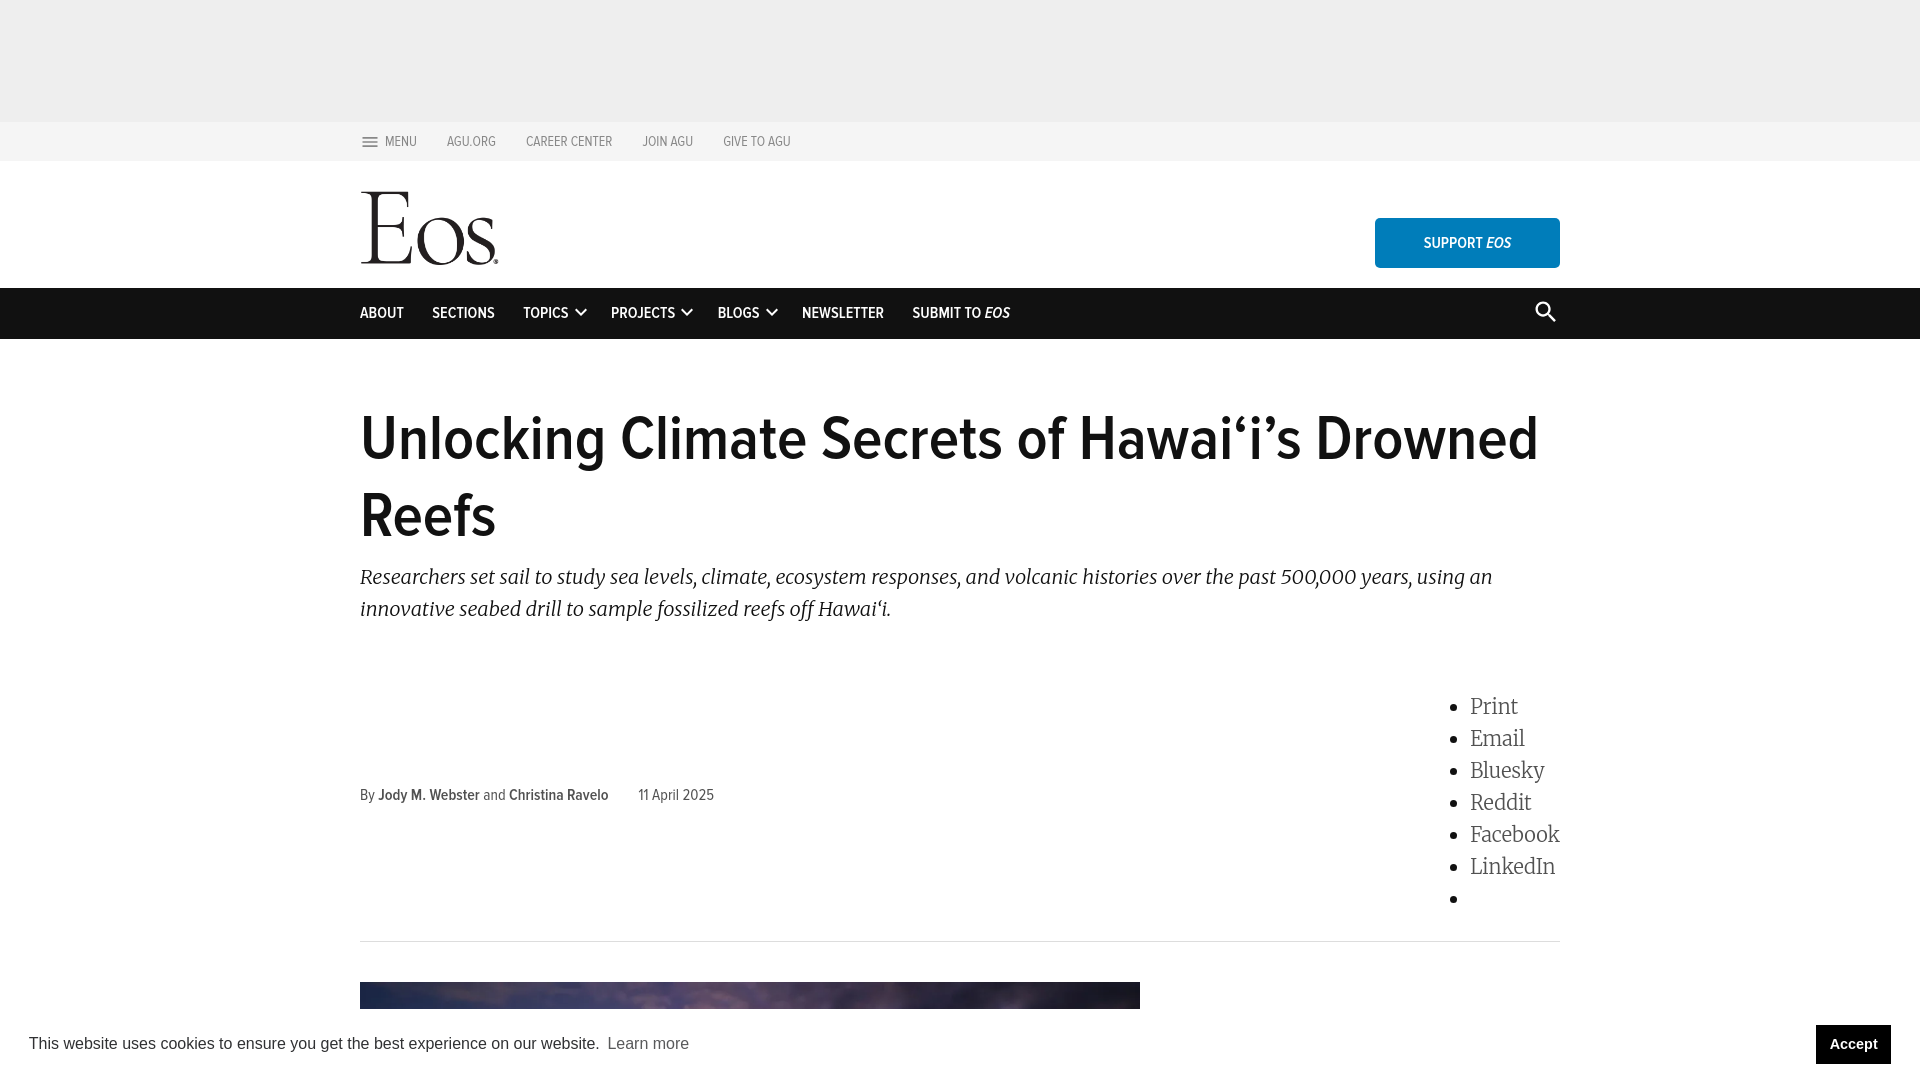 MENU AGU.ORG CAREER CENTER JOIN AGU GIVE TO AGU
Eos®
SUPPORT EOS
ABOUT SECTIONS TOPICS PROJECTS BLOGS NEWSLETTER SUBMIT TO EOS
Unlocking Climate Secrets of Hawai‘i’s Drowned
Reefs
Researchers set sail to study sea levels, climate, ecosystem responses, and volcanic histories over the past 500,000 years, using an
innovative seabed drill to sample fossilized reefs off Hawai‘i.
By Jody M. Webster and Christina Ravelo 11 April 2025
Print
Email
Bluesky
Reddit
Facebook
LinkedIn
This website uses cookies to ensure you get the best experience on our website. Learn more
Accept